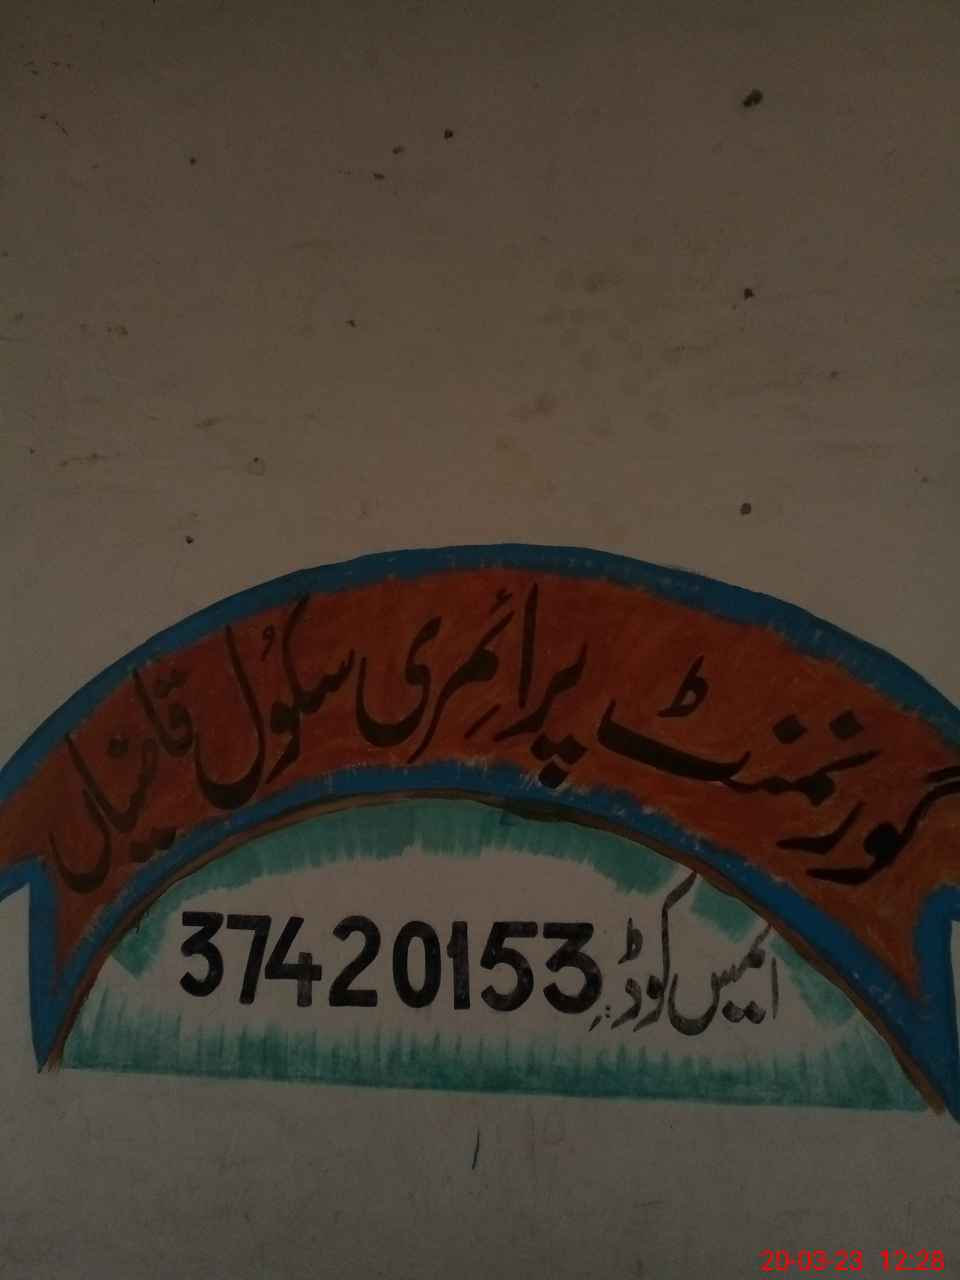 گورنمنٹ پرائمری سکول قاضیاں
ایمیس کوڈ 37420153
20-03-23 12:28